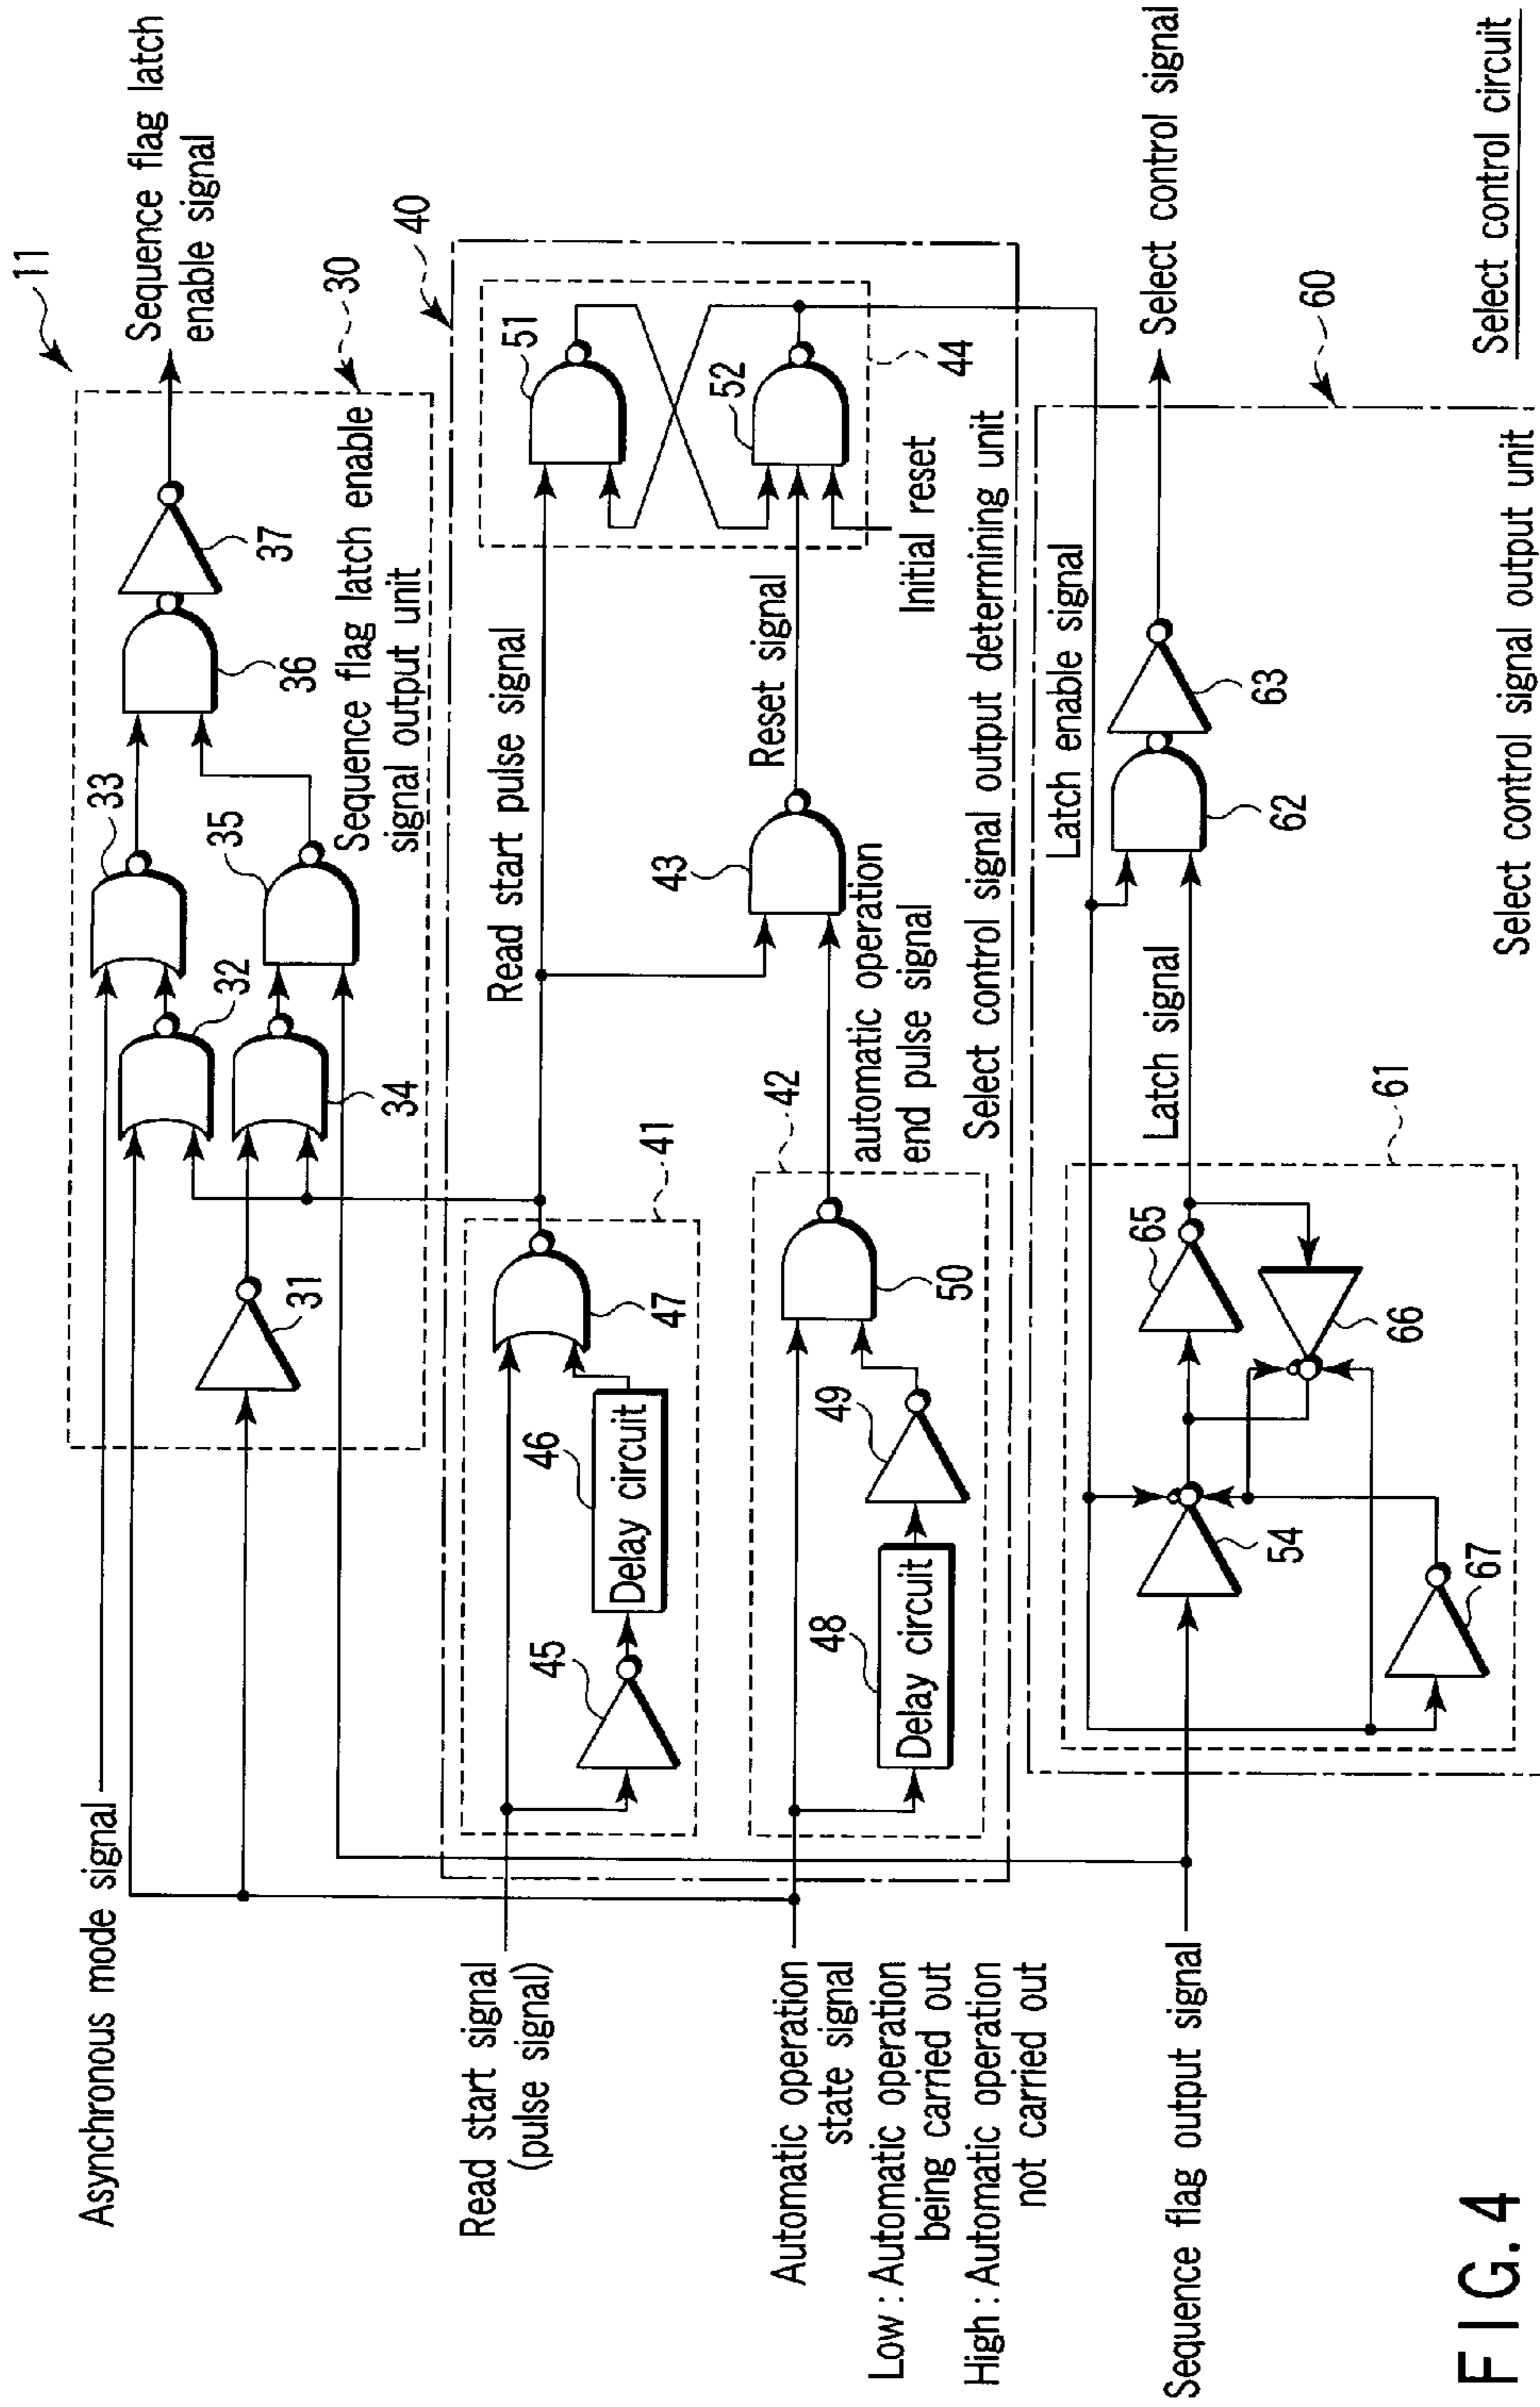 11
Asynchronous mode signal
33
32
34
35
31
36
37
30
Sequence flag latch enable
signal output unit
Sequence flag latch
enable signal
Read start signal
(pulse signal)
45
46
Delay circuit
47
41
Read start pulse signal
40
51
52
44
Automatic operation
state signal
Low : Automatic operation
being carried out
High : Automatic operation
not carried out
48
Delay circuit
49
50
42
automatic operation
end pulse signal
43
Reset signal
Initial reset
Select control signal output determining unit
Sequence flag output signal
54
65
66
67
61
Latch signal
Latch enable signal
62
63
60
Select control signal
Select control signal output unit
Select control circuit
FIG. 4